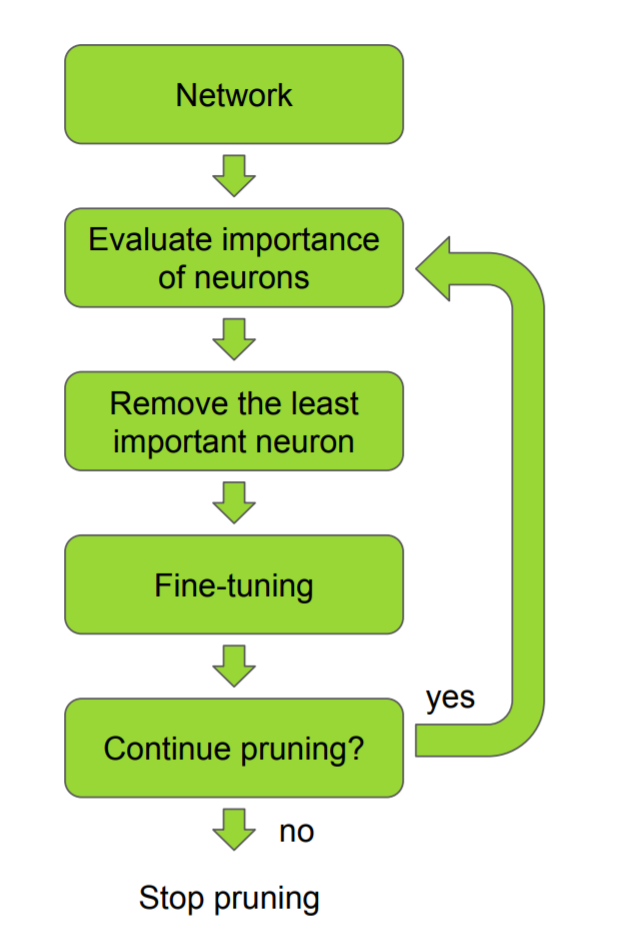 Network
Evaluate importance
of neurons
Remove the least
important neuron
Fine-tuning
Continue pruning?
yes
no
Stop pruning